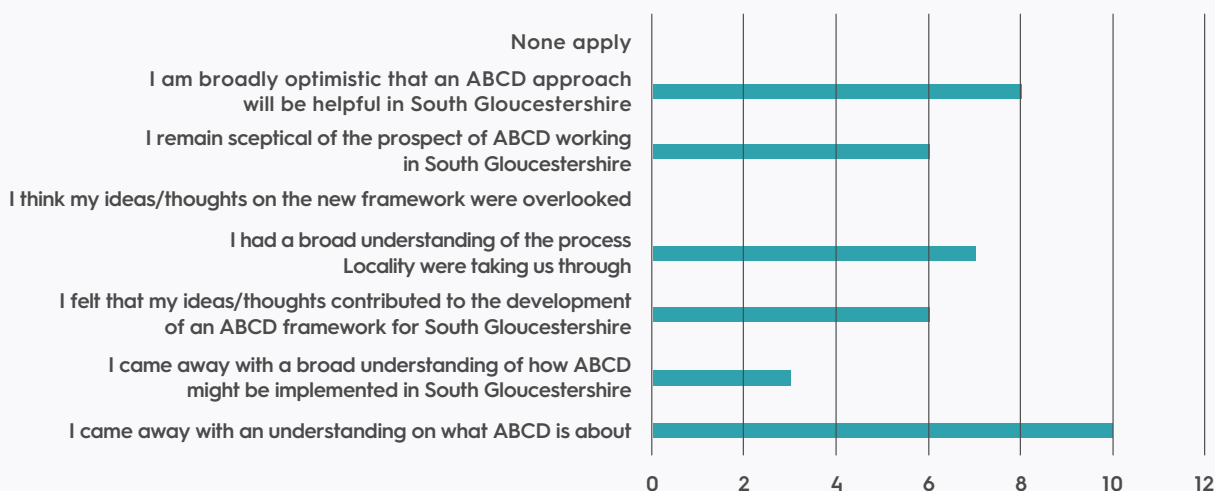 None apply
I am broadly optimistic that an ABCD approach
will be helpful in South Gloucestershire
I remain sceptical of the prospect of ABCD working
in South Gloucestershire
I think my ideas/thoughts on the new framework were overlooked
I had a broad understanding of the process
Locality were taking us through
I felt that my ideas/thoughts contributed to the development
of an ABCD framework for South Gloucestershire
I came away with a broad understanding of how ABCD
might be implemented in South Gloucestershire
I came away with an understanding on what ABCD is about
0 2 4 6 8 10 12